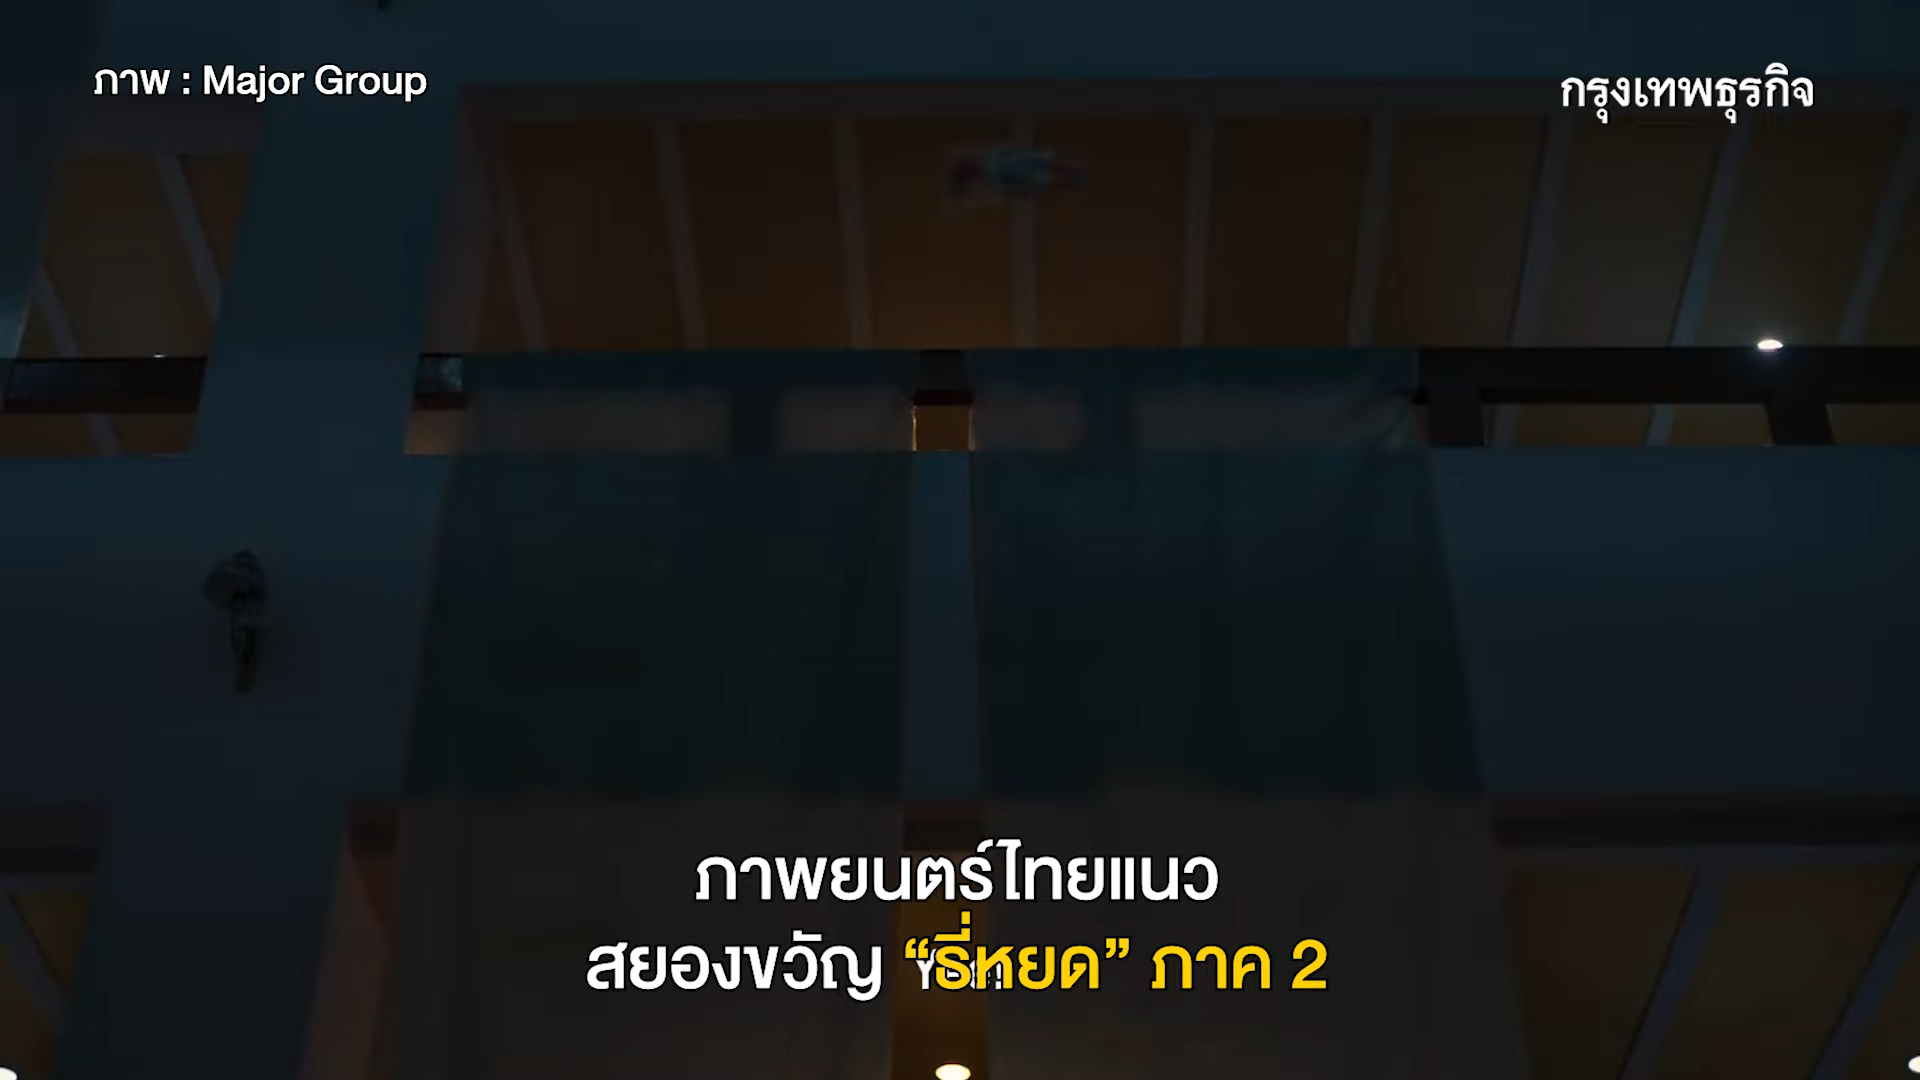 ภาพ : Major Group
กรุงเทพธุรกิจ
ภาพยนตร์ไทยแนว
สยองขวัญ “ธี่หยด” ภาค 2